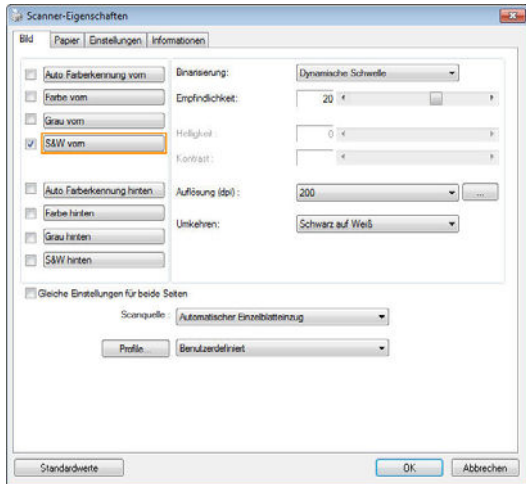 Scanner-Eigenschaften
Bild Papier Einstellungen Informationen
Auto Farberkennung vorn
Farbe vorn
Grau vorn
S&W vorn
Auto Farberkennung hinten
Farbe hinten
Grau hinten
S&W hinten
Binarisierung: Dynamische Schwelle
Empfindlichkeit: 20
Helligkeit : 0
Kontrast :
Auflösung (dpi) : 200 ...
Umkehren: Schwarz auf Weiß
Gleiche Einstellungen für beide Seiten
Scanquelle : Automatischer Einzelblatteinzug
Profile... Benutzerdefiniert
Standardwerte OK Abbrechen